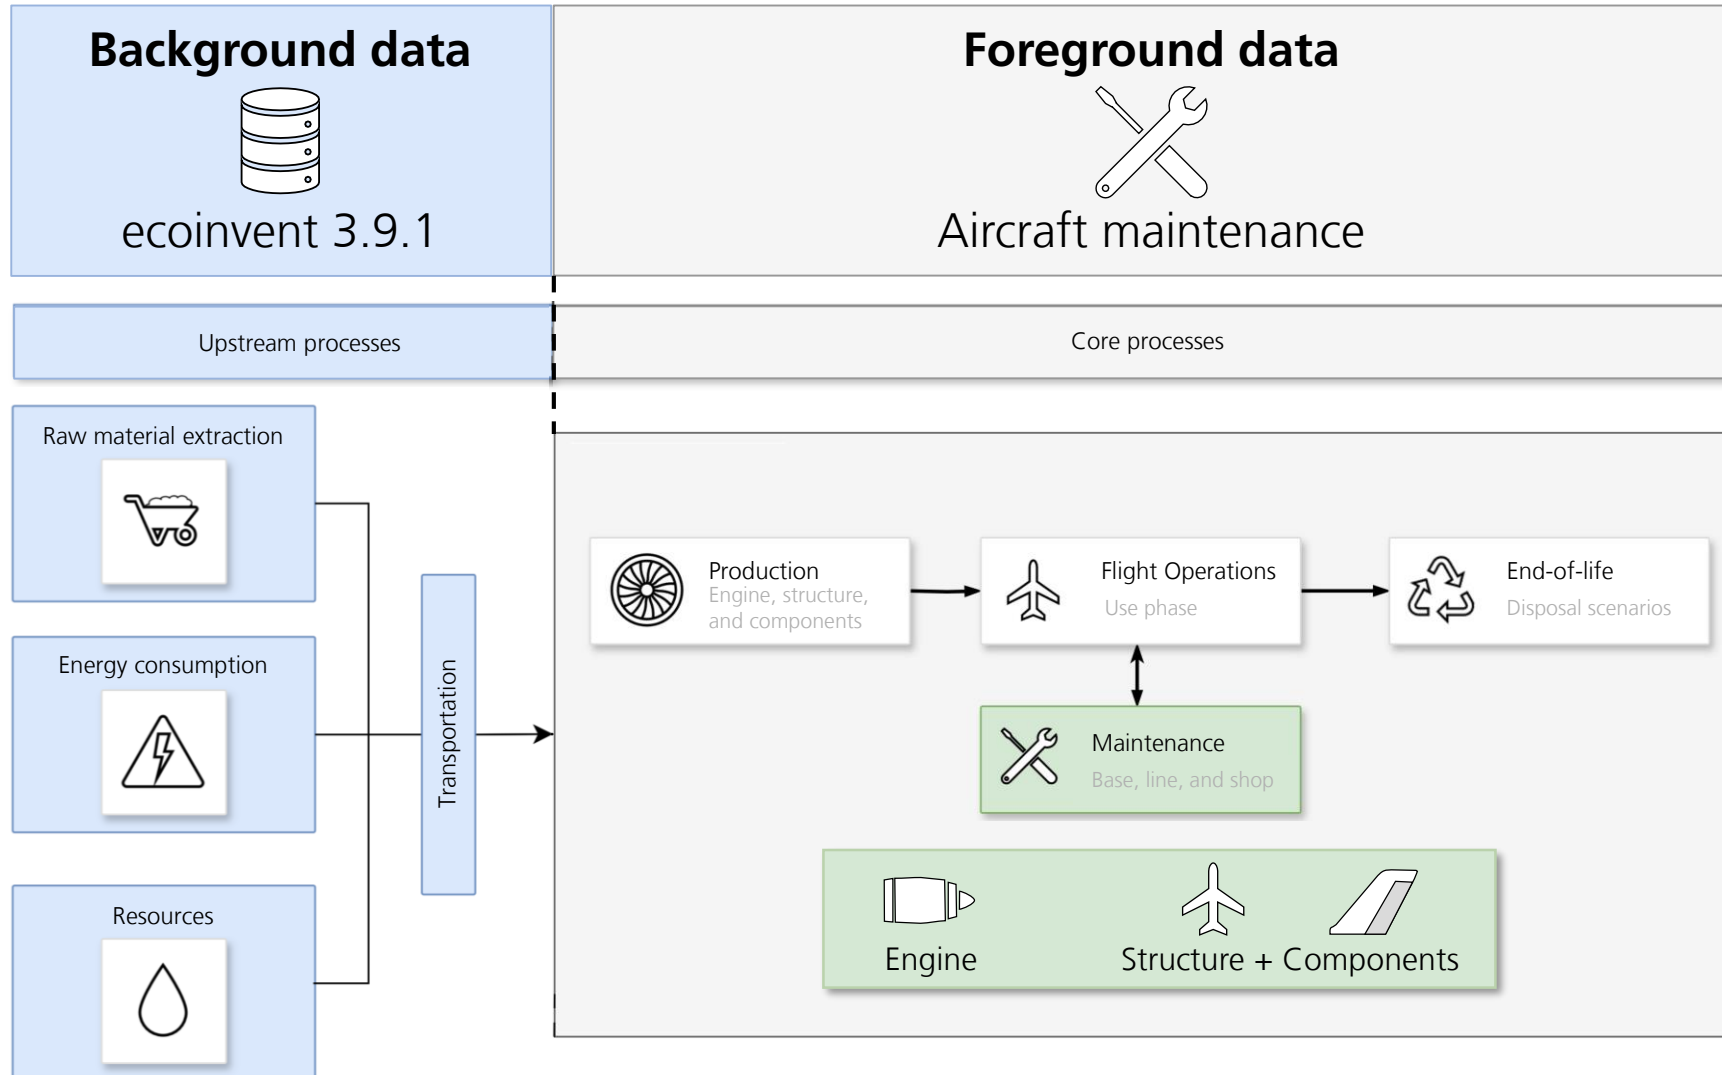 Background data
ecoinvent 3.9.1
Foreground data
Aircraft maintenance
Upstream processes
Core processes
Raw material extraction
Energy consumption
Resources
Transportation
Production
Engine, structure,
and components
Flight Operations
Use phase
End-of-life
Disposal scenarios
Maintenance
Base, line, and shop
Engine
Structure + Components